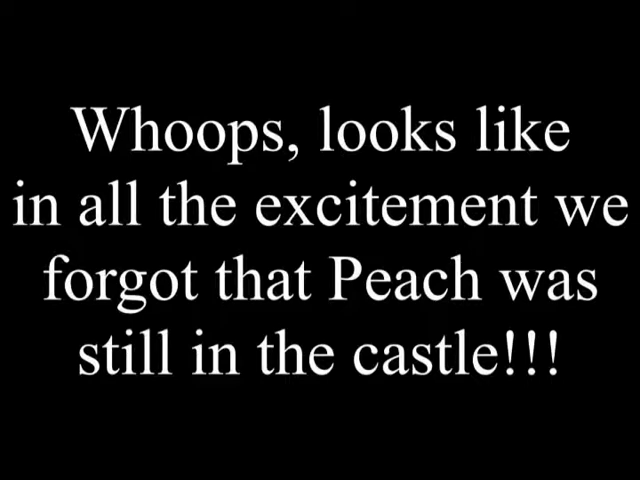 Whoops, looks like
in all the excitement we
forgot that Peach was
still in the castle!!!